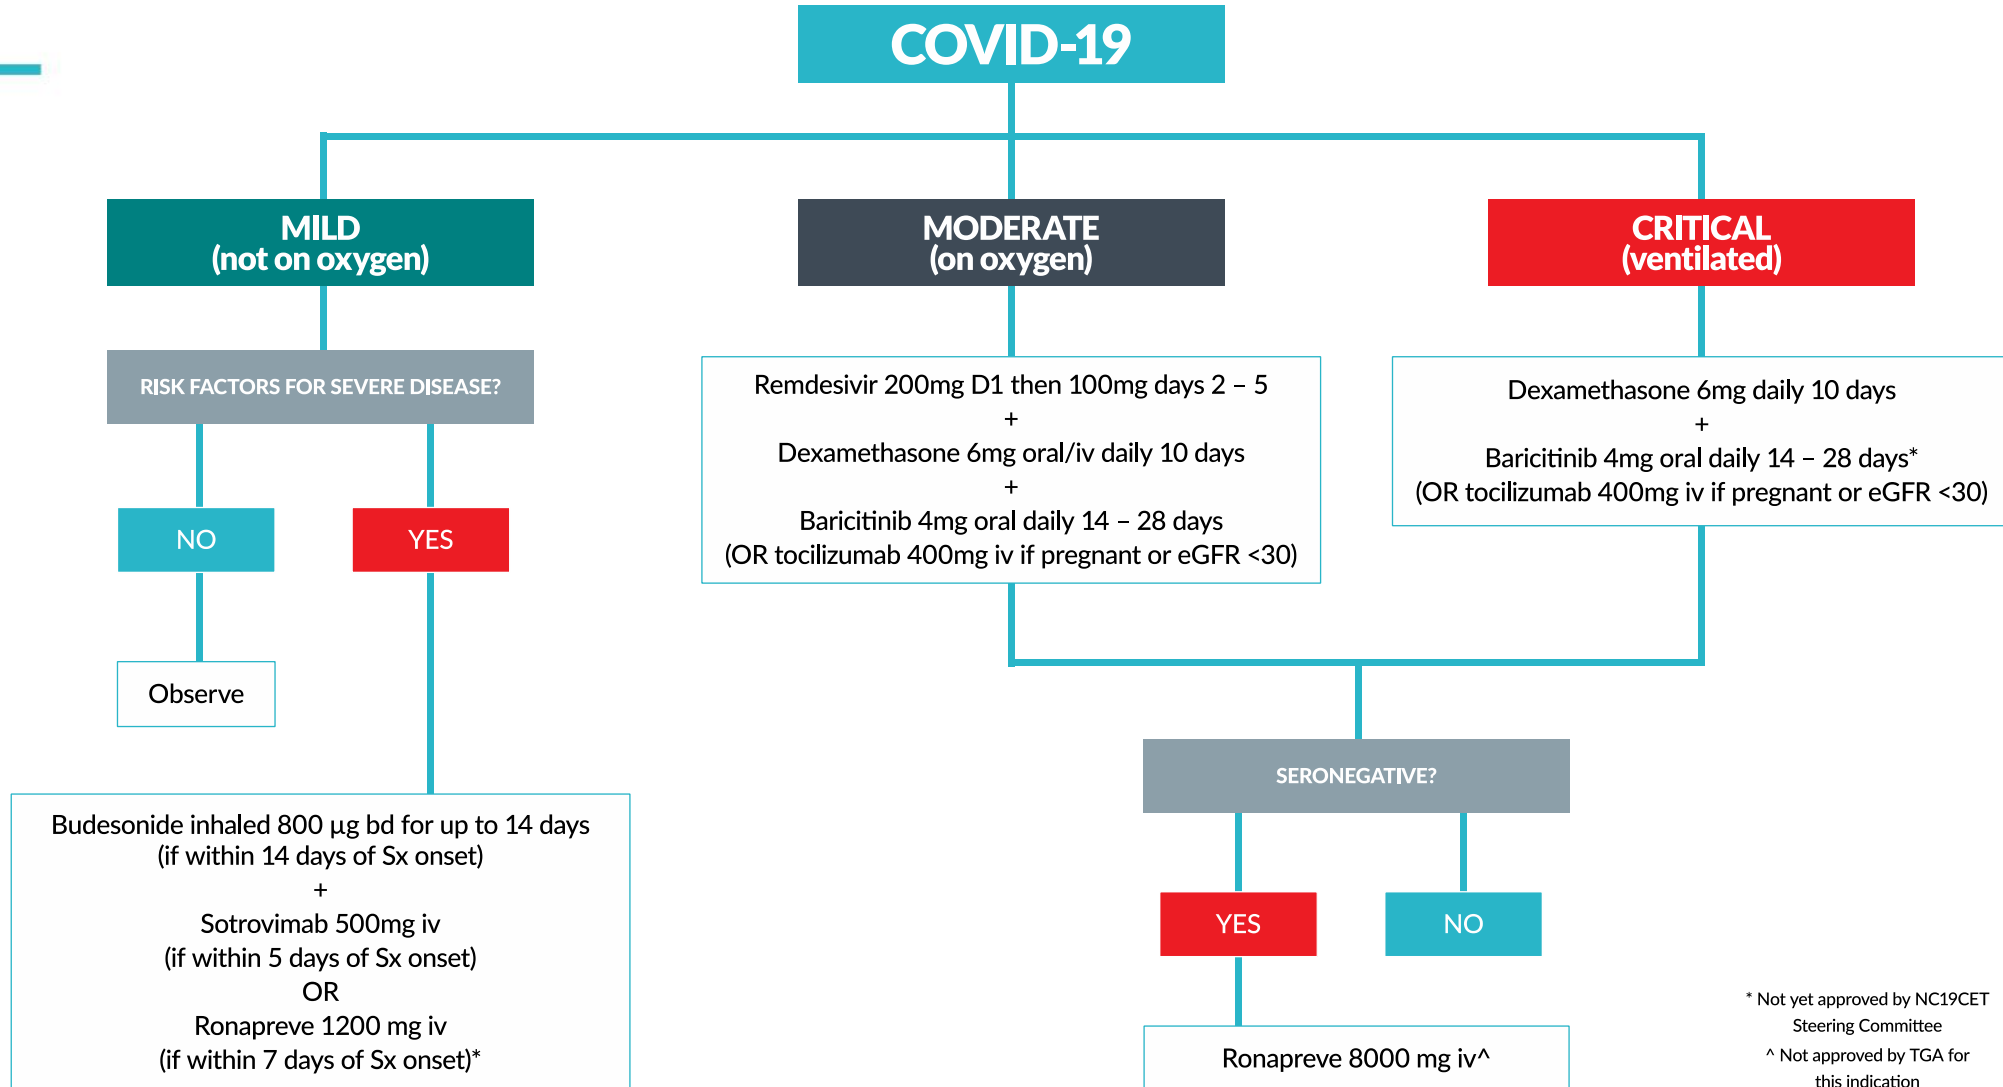 COVID-19
MILD
(not on oxygen)
RISK FACTORS FOR SEVERE DISEASE?
NO
YES
Observe
Budesonide inhaled 800 µg bd for up to 14 days
(if within 14 days of Sx onset)
+
Sotrovimab 500mg iv
(if within 5 days of Sx onset)
OR
Ronapreve 1200 mg iv
(if within 7 days of Sx onset)*
MODERATE
(on oxygen)
Remdesivir 200mg D1 then 100mg days 2 – 5
+
Dexamethasone 6mg oral/iv daily 10 days
+
Baricitinib 4mg oral daily 14 – 28 days
(OR tocilizumab 400mg iv if pregnant or eGFR <30)
CRITICAL
(ventilated)
Dexamethasone 6mg daily 10 days
+
Baricitinib 4mg oral daily 14 – 28 days*
(OR tocilizumab 400mg iv if pregnant or eGFR <30)
SERONEGATIVE?
YES
NO
Ronapreve 8000 mg iv^
* Not yet approved by NC19CET
Steering Committee
^ Not approved by TGA for
this indication